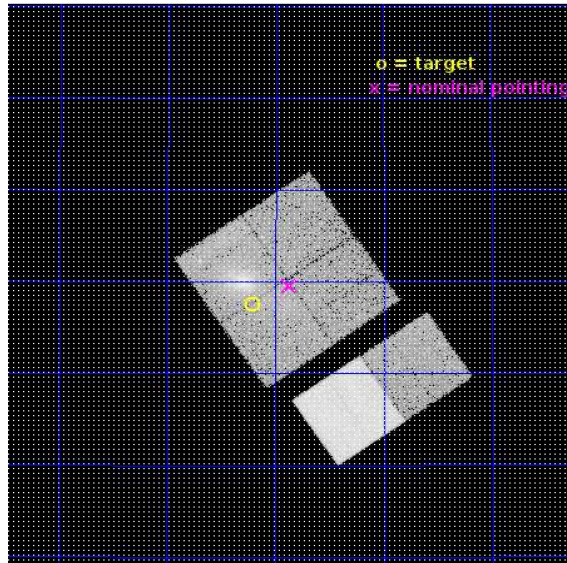 o = target
x = nominal pointing